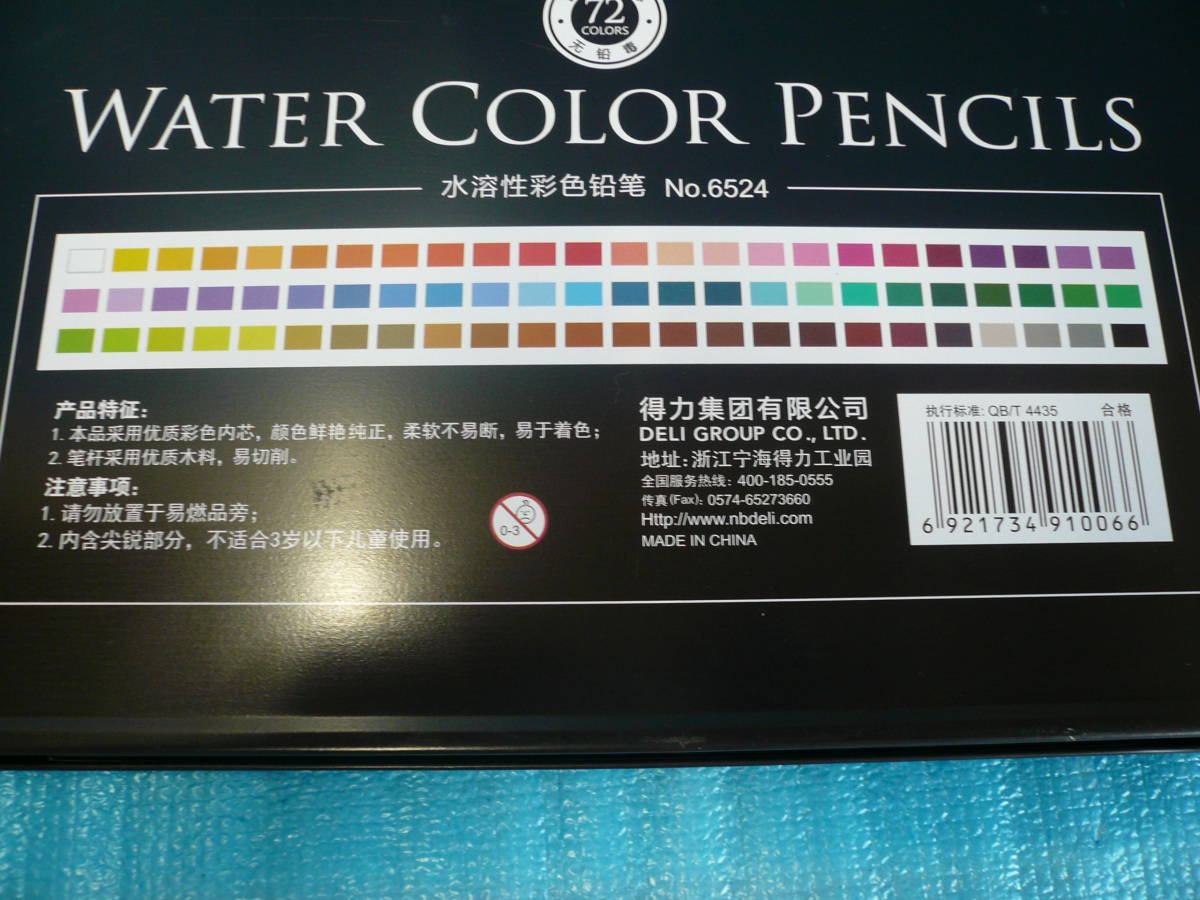 72
COLORS
无铅毒
WATER COLOR PENCILS
水溶性彩色铅笔 No.6524
产品特征:
1. 本品采用优质彩色内芯，颜色鲜艳纯正，柔软不易断，易于着色；
2. 笔杆采用优质木料，易切削。
注意事项:
1. 请勿放置于易燃品旁；
2. 内含尖锐部分，不适合3岁以下儿童使用。
0-3
得力集团有限公司
DELI GROUP CO., LTD.
地址: 浙江宁海得力工业园
全国服务热线: 400-185-0555
传真(Fax): 0574-65273660
Http://www.nbdeli.com
MADE IN CHINA
执行标准: QB/T 4435 合格
6 921734 910066